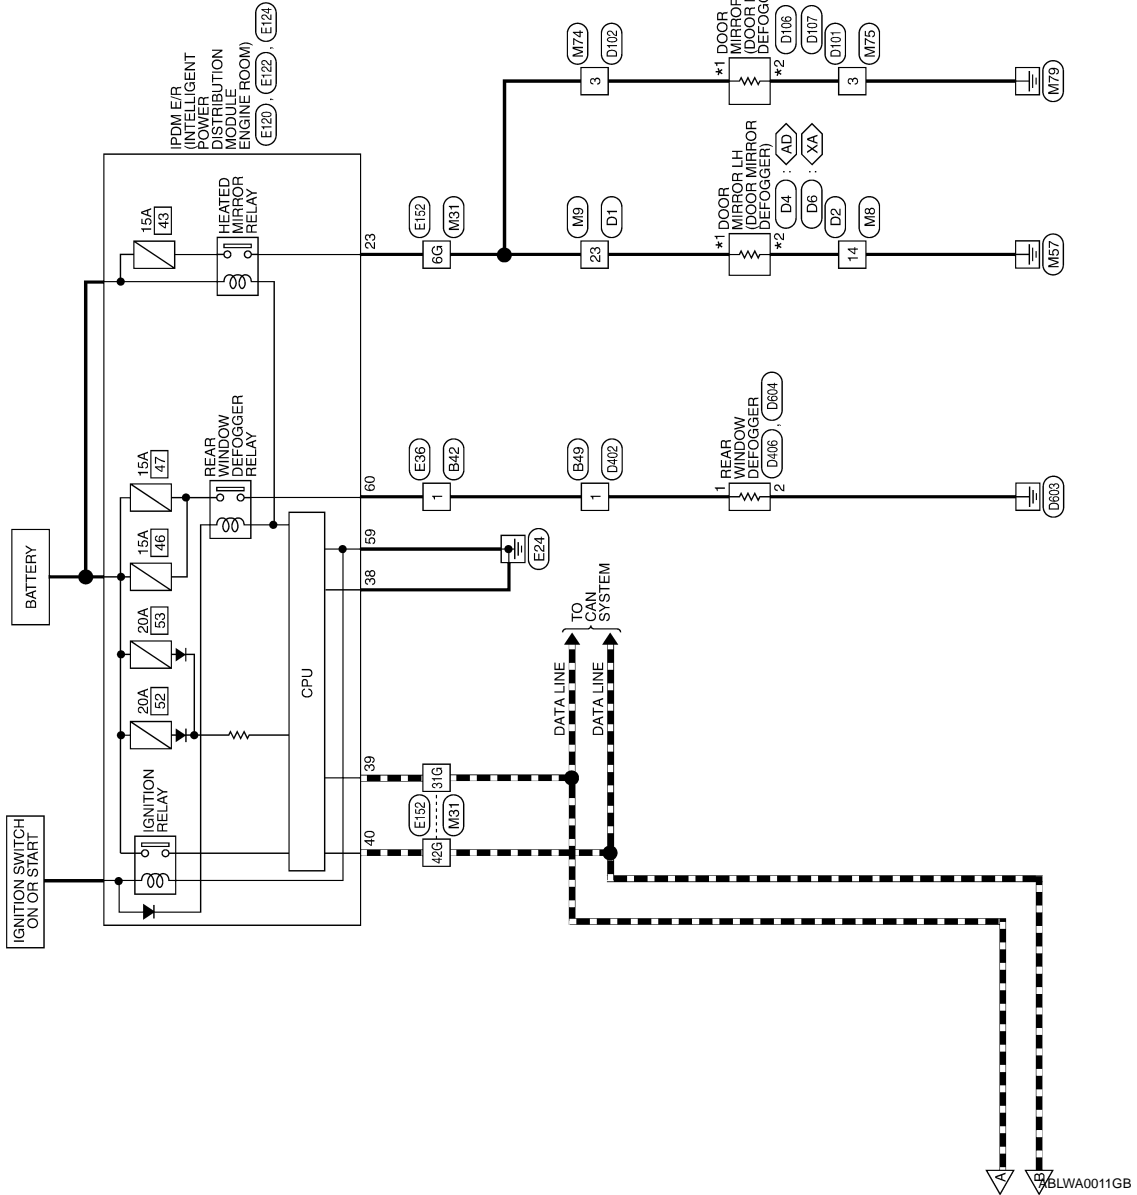 IPDM E/R
(INTELLIGENT
POWER
DISTRIBUTION
MODULE
ENGINE ROOM)
E120 , E122 , E124
BATTERY
IGNITION SWITCH
ON OR START
15A
43
HEATED
MIRROR
RELAY
15A
47
15A
46
REAR
WINDOW
DEFOGGER
RELAY
20A
53
20A
52
IGNITION
RELAY
CPU
23
60
59
38
39
40
E152
6G
M31
E36
1
B42
E24
E152
31G
42G
M31
M74
3
D102
M9
23
D1
B49
1
D402
TO
CAN
SYSTEM
DATA LINE
DATA LINE
*1
DOOR
MIRROR
(DOOR
DEFOGG
*2
D106
D107
D101
3
M75
M79
*1
DOOR
MIRROR LH
(DOOR MIRROR
DEFOGGER)
*2
D4 : AD
D6 : XA
D2
14
M8
M57
1
REAR
WINDOW
DEFOGGER
2
D406 , D604
D603
A
B
ABLWA0011GB